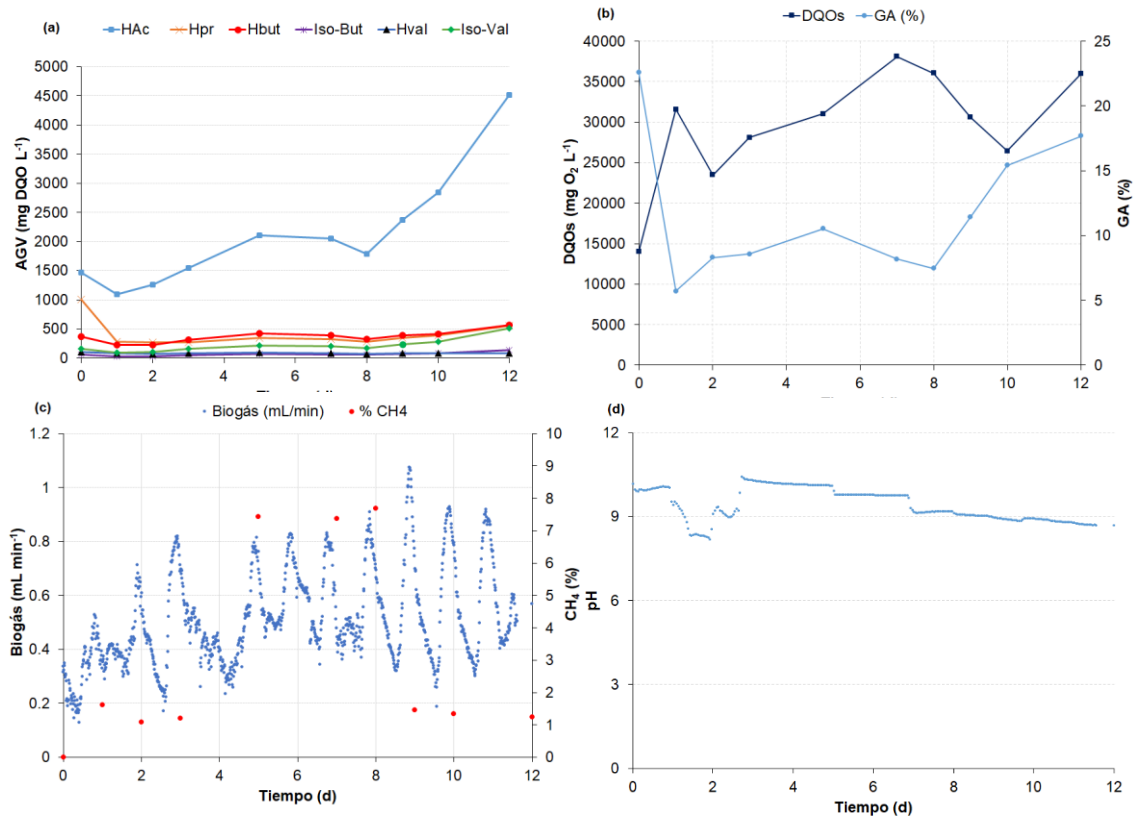 (a)
HAc Hpr Hbut Iso-But Hval Iso-Val
5000
4500
4000
3500
3000
2500
2000
1500
1000
500
0
AGV (mg DQO L⁻¹)
0 2 4 6 8 10 12
(b)
DQOs GA (%)
40000
35000
30000
25000
20000
15000
10000
5000
0
DQOs (mg O₂ L⁻¹)
25
20
15
10
5
0
GA (%)
0 2 4 6 8 10 12
(c)
Biogás (mL/min) % CH4
1.2
1
0.8
0.6
0.4
0.2
0
Biogás (mL min⁻¹)
10
9
8
7
6
5
4
3
2
1
0
CH₄ (%)
0 2 4 6 8 10 12
Tiempo (d)
(d)
12
9
6
3
0
pH
0 2 4 6 8 10 12
Tiempo (d)